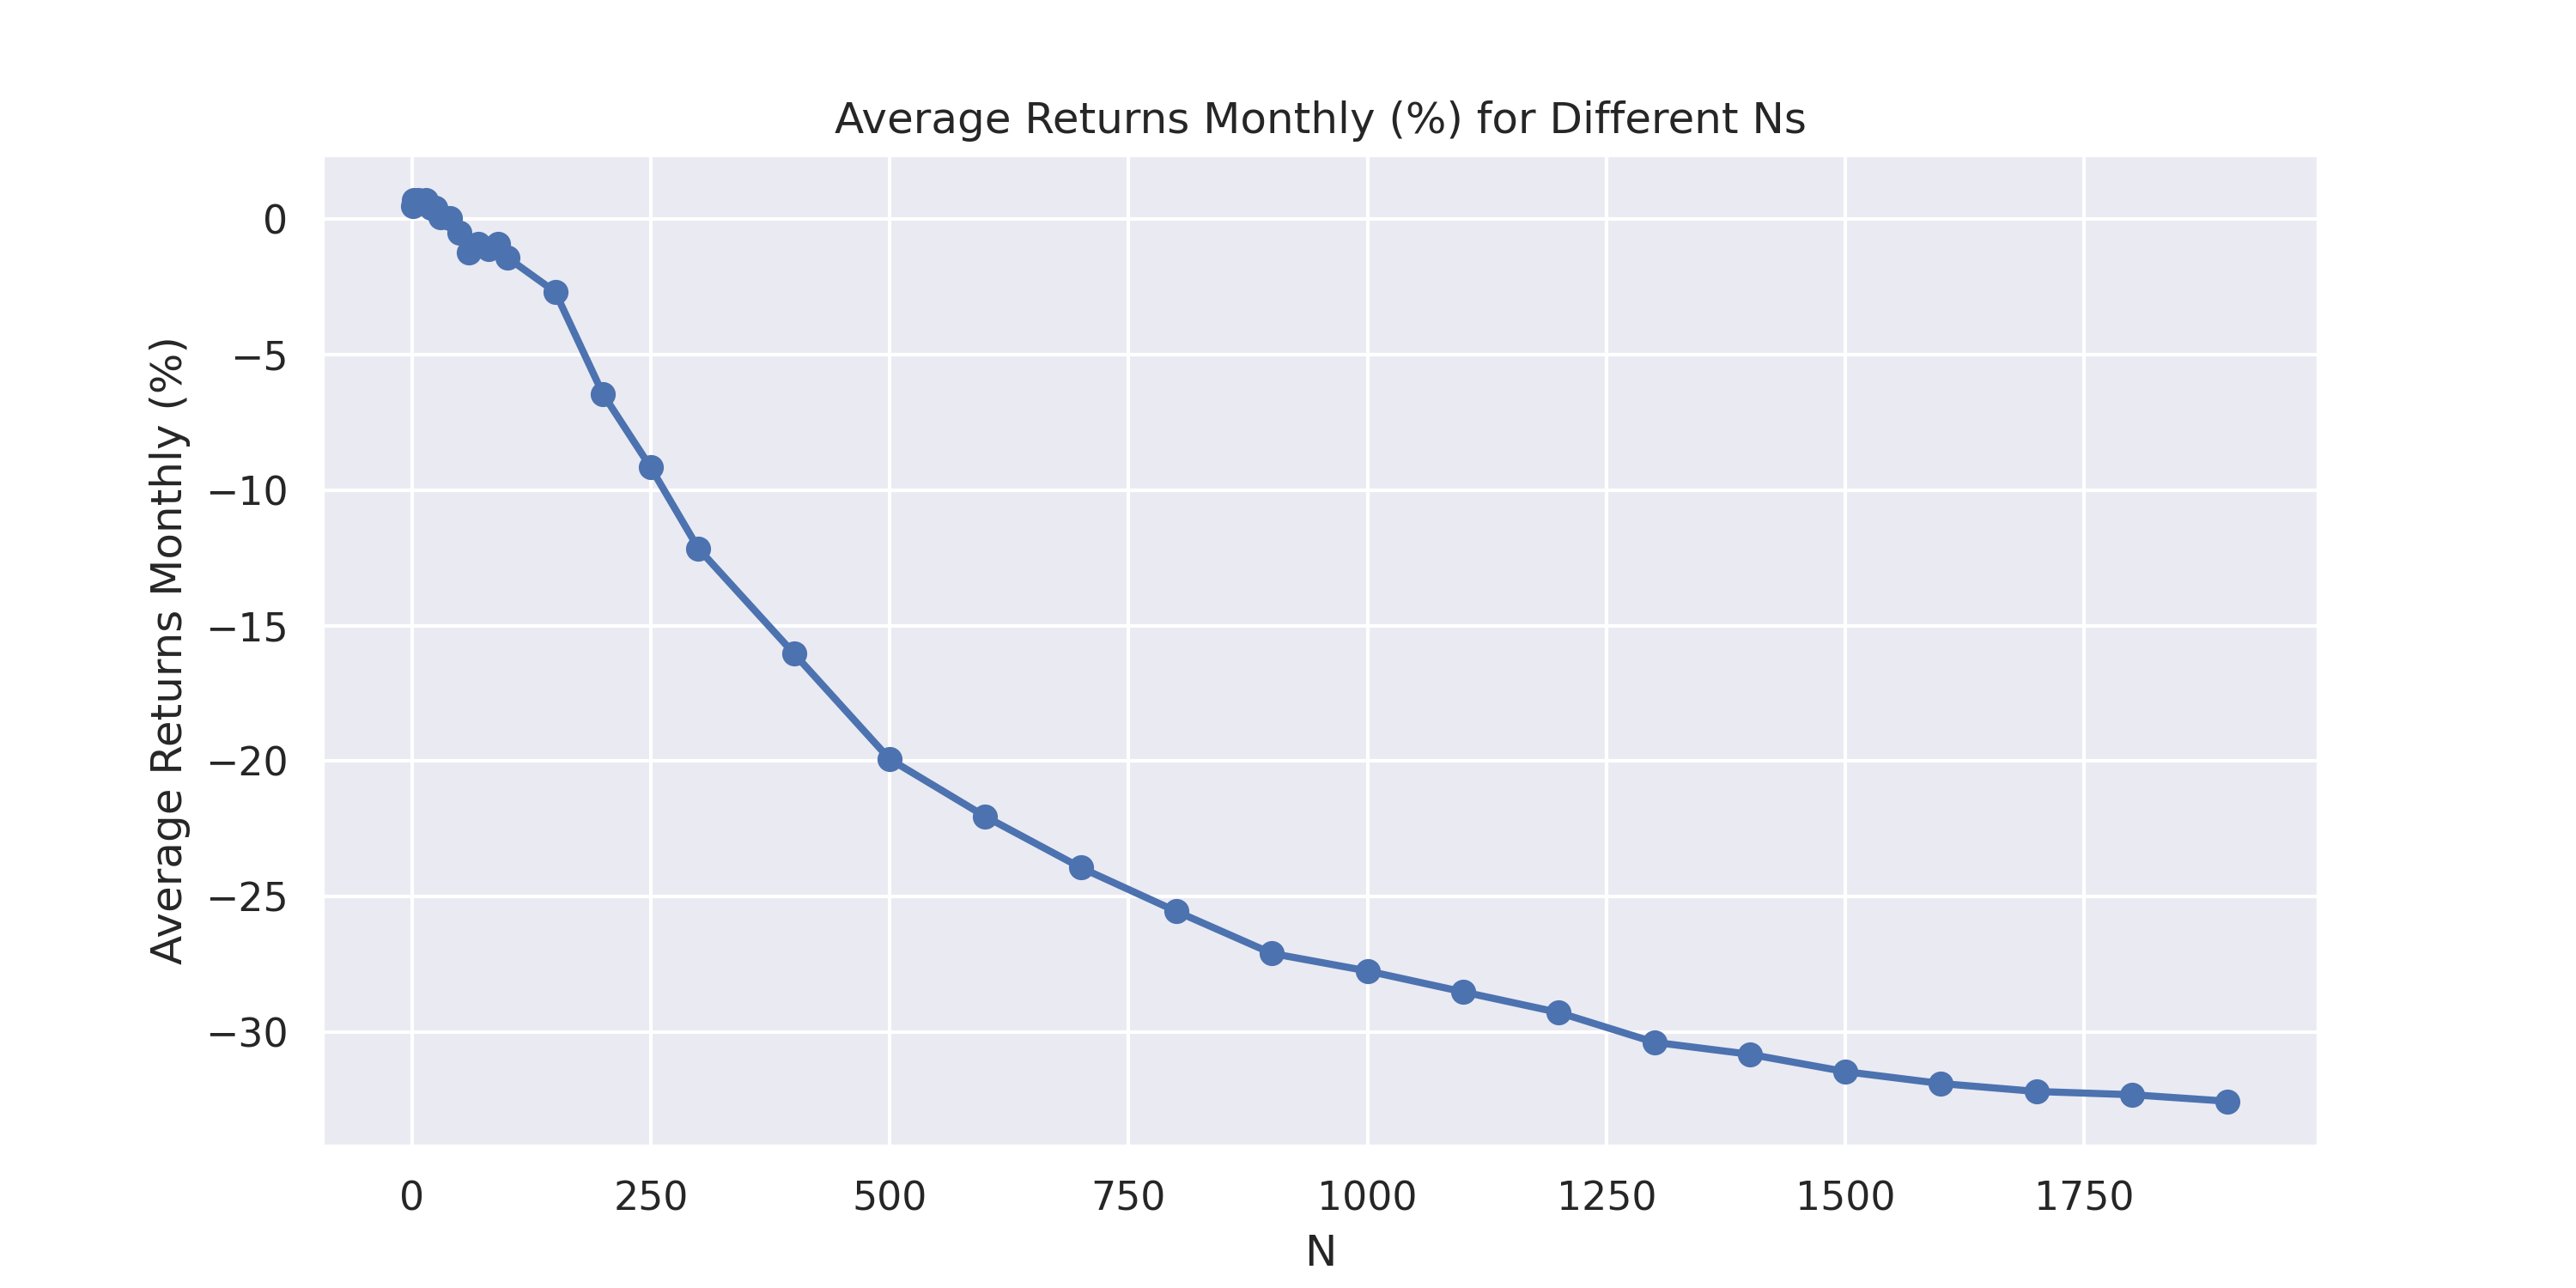 Average Returns Monthly (%) for Different Ns
Average Returns Monthly (%)
0
−5
−10
−15
−20
−25
−30
0 250 500 750 1000 1250 1500 1750
N